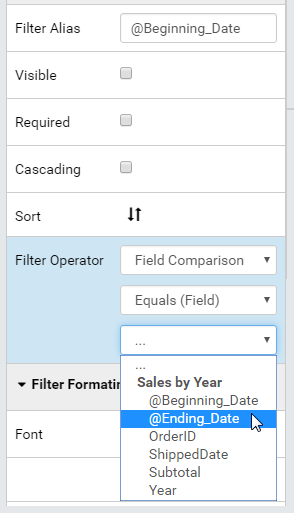 Filter Alias @Beginning_Date
Visible
Required
Cascading
Sort
Filter Operator Field Comparison
Equals (Field)
...
...
Sales by Year
@Beginning_Date
@Ending_Date
OrderID
ShippedDate
Subtotal
Year
Filter Formatin
Font